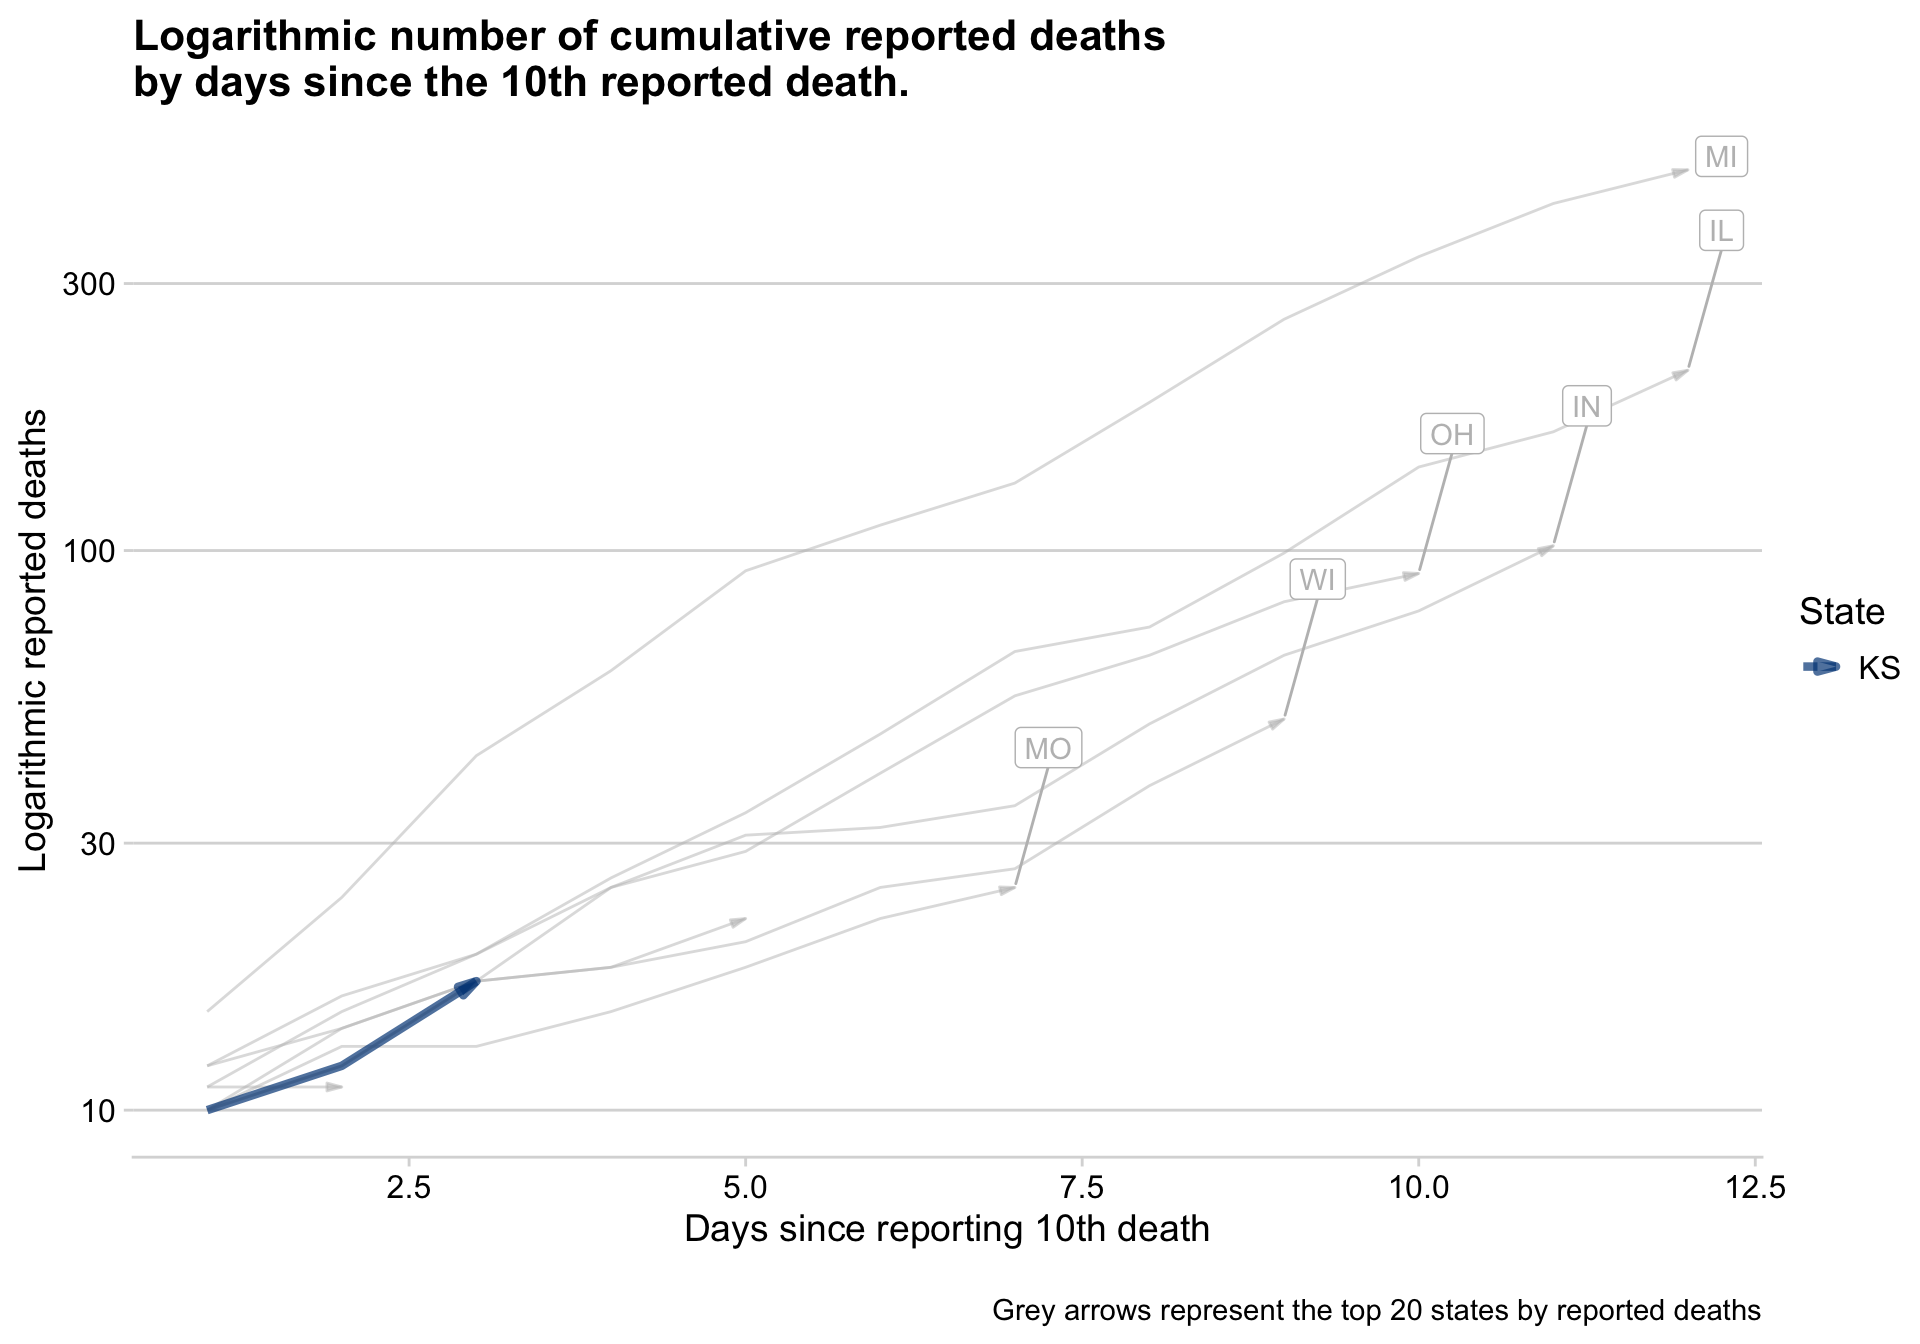 Logarithmic number of cumulative reported deaths
by days since the 10th reported death.
MI
IL
300
IN
OH
100
WI
MO
30
10
2.5 5.0 7.5 10.0 12.5
Logarithmic reported deaths
Days since reporting 10th death
State
KS
Grey arrows represent the top 20 states by reported deaths